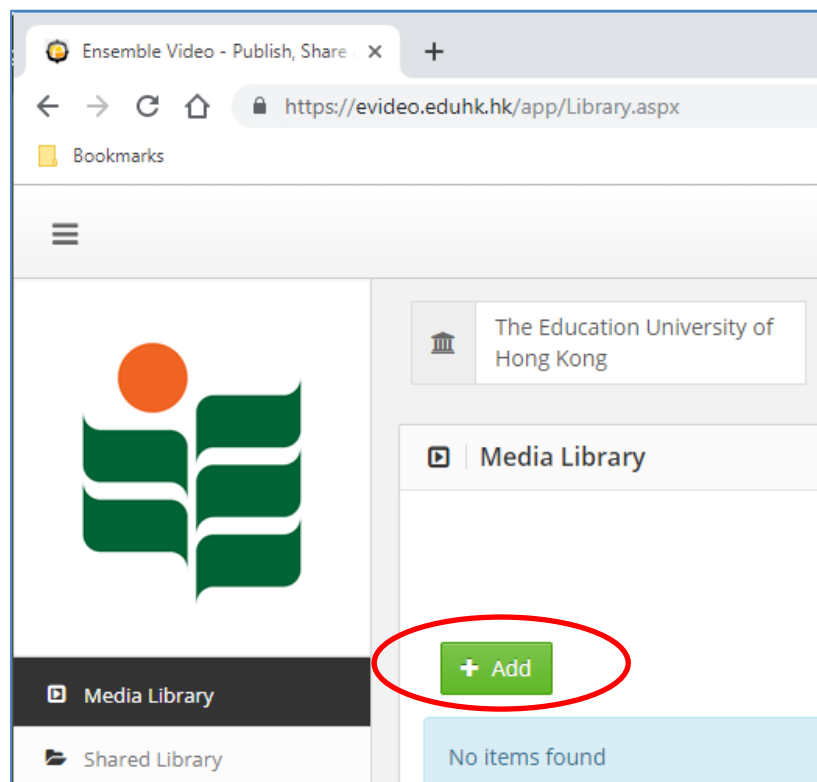 Ensemble Video - Publish, Share
https://evideo.eduhk.hk/app/Library.aspx
Bookmarks
The Education University of
Hong Kong
Media Library
+ Add
Media Library
No items found
Shared Library